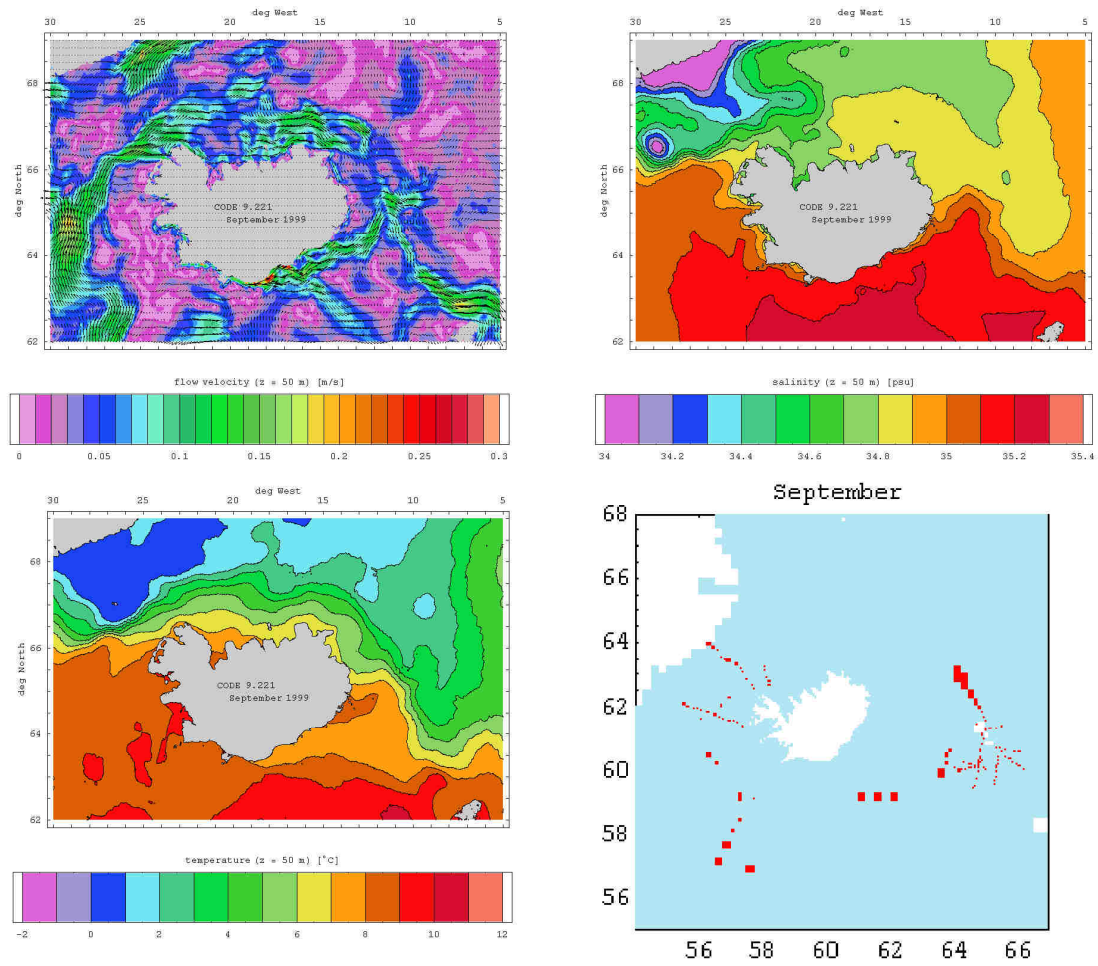 deg West
30 25 20 15 10 5
68
66
64
62
deg North
CODE 9.221
September 1999
flow velocity (z = 50 m) [m/s]
0 0.05 0.1 0.15 0.2 0.25 0.3
deg West
30 25 20 15 10 5
68
66
64
62
deg North
CODE 9.221
September 1999
salinity (z = 50 m) [psu]
34 34.2 34.4 34.6 34.8 35 35.2 35.4
deg West
30 25 20 15 10 5
68
66
64
62
deg North
CODE 9.221
September 1999
temperature (z = 50 m) [°C]
-2 0 2 4 6 8 10 12
September
68
66
64
62
60
58
56
56 58 60 62 64 66